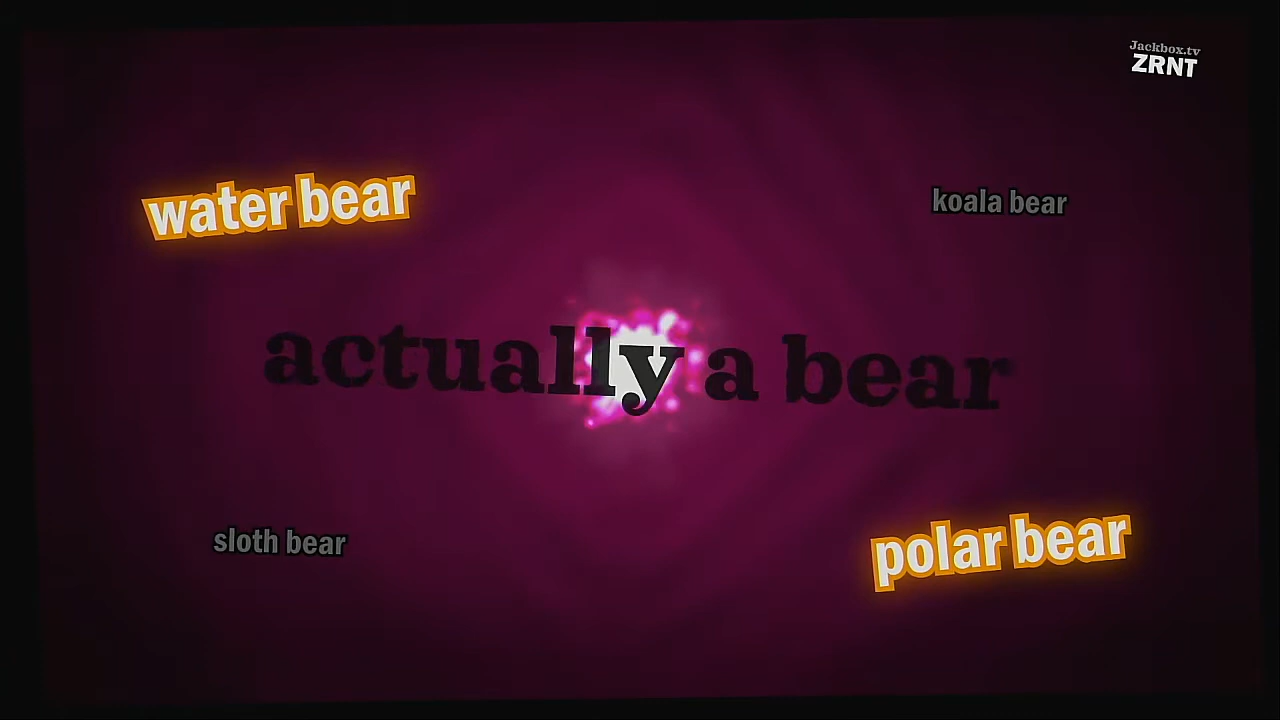 Jackbox.tv
ZRNT
water bear
koala bear
actually a bear
sloth bear
polar bear